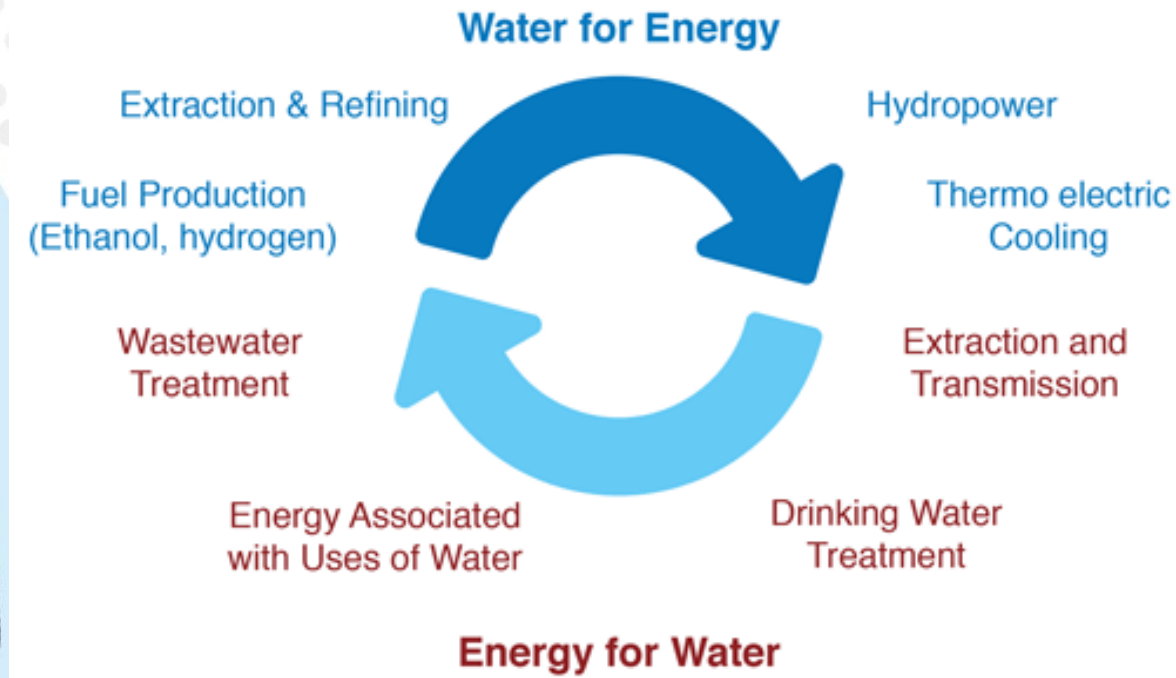 Water for Energy
Extraction & Refining
Hydropower
Fuel Production
(Ethanol, hydrogen)
Thermo electric
Cooling
Wastewater
Treatment
Extraction and
Transmission
Energy Associated
with Uses of Water
Drinking Water
Treatment
Energy for Water